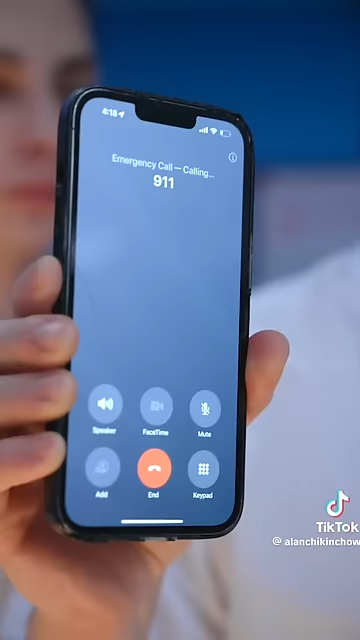 4:18
Emergency Call — Calling...
911
Speaker
FaceTime
Mute
Add
End
Keypad
TikTok
@ alanchikinchow